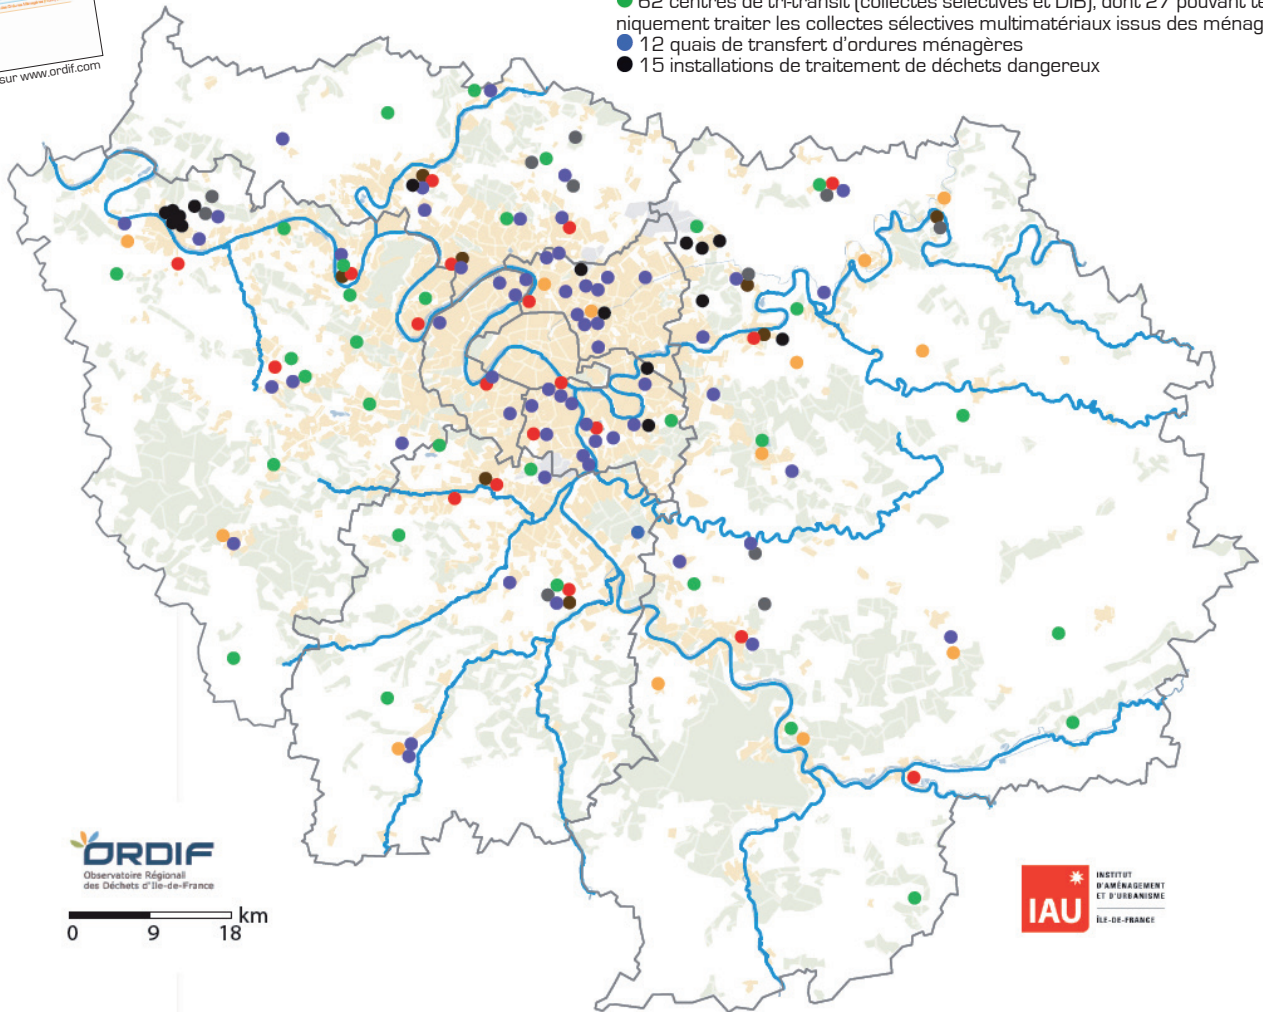 62 centres de tri-transit (collectes sélectives et DIB), dont 27 pouvant te
niquement traiter les collectes sélectives multimatériaux issus des ménag
12 quais de transfert d'ordures ménagères
15 installations de traitement de déchets dangereux
sur www.ordif.com
ORDIF
Observatoire Régional
des Déchets d'Ile-de-France
km
0 9 18
IAU
INSTITUT
D'AMÉNAGEMENT
ET D'URBANISME
ÎLE-DE-FRANCE